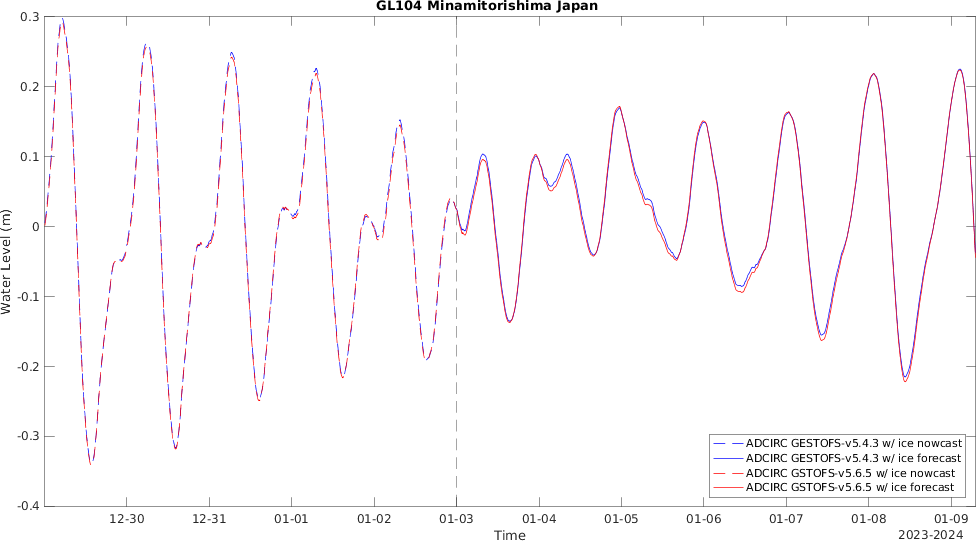 GL104 Minamitorishima Japan
0.3
0.2
0.1
0
-0.1
-0.2
-0.3
-0.4
Water Level (m)
ADCIRC GESTOFS-v5.4.3 w/ ice nowcast
ADCIRC GESTOFS-v5.4.3 w/ ice forecast
ADCIRC GSTOFS-v5.6.5 w/ ice nowcast
ADCIRC GSTOFS-v5.6.5 w/ ice forecast
12-30 12-31 01-01 01-02 01-03 01-04 01-05 01-06 01-07 01-08 01-09
Time
2023-2024